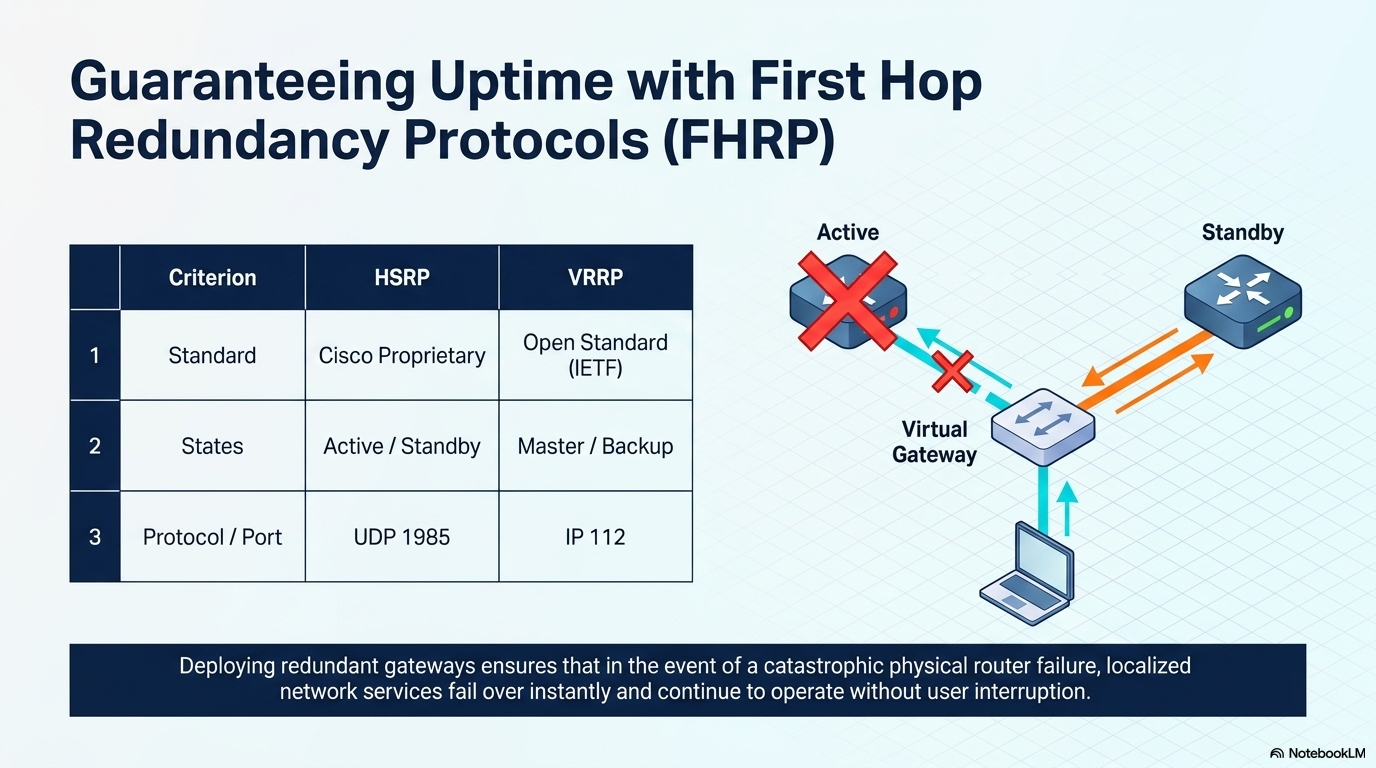 Guaranteeing Uptime with First Hop
Redundancy Protocols (FHRP)
Criterion HSRP VRRP
1 Standard Cisco Proprietary Open Standard
(IETF)
2 States Active / Standby Master / Backup
3 Protocol / Port UDP 1985 IP 112
Active
Standby
Virtual
Gateway
Deploying redundant gateways ensures that in the event of a catastrophic physical router failure, localized
network services fail over instantly and continue to operate without user interruption.
NotebookLM